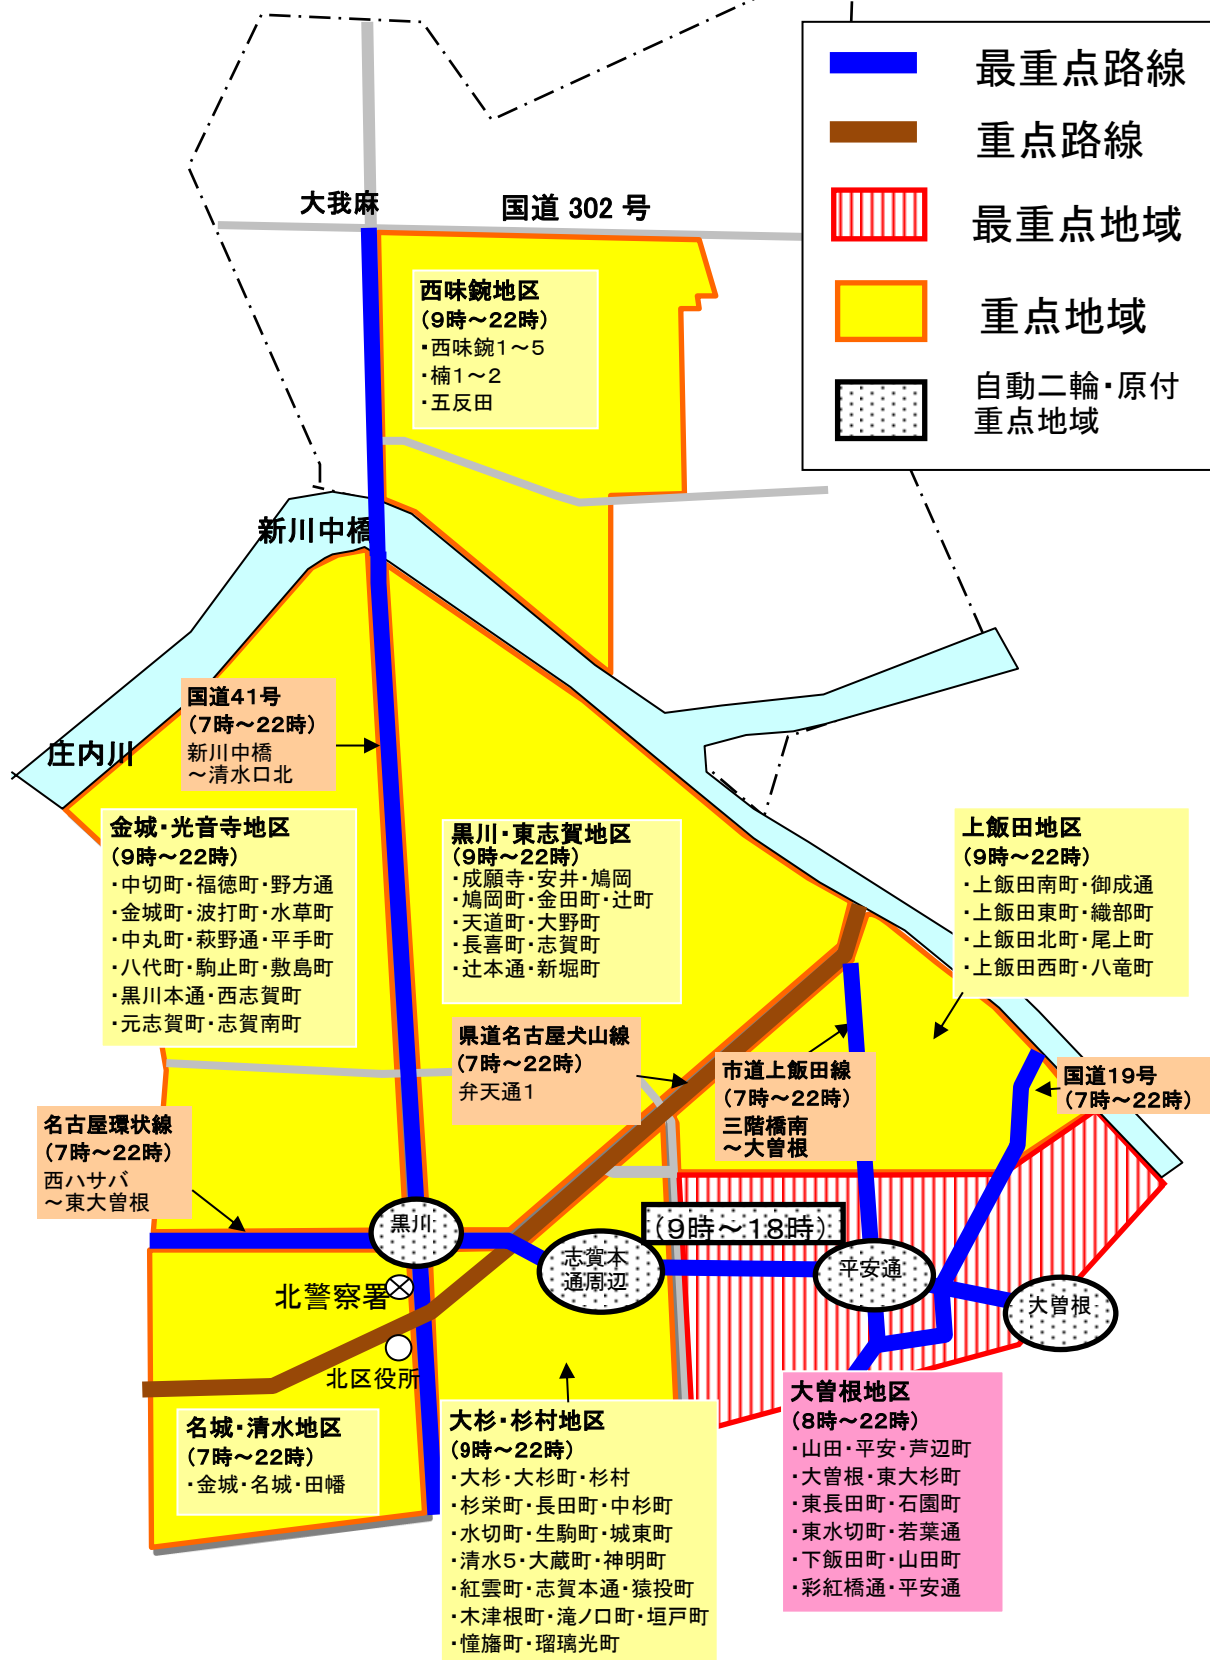 最重点路線
重点路線
最重点地域
重点地域
自動二輪・原付
重点地域
大我麻
国道 302 号
西味鋺地区
(9時～22時)
・西味鋺1～5
・楠1～2
・五反田
新川中橋
庄内川
国道41号
(7時～22時)
新川中橋
～清水口北
金城・光音寺地区
(9時～22時)
・中切町・福徳町・野方通
・金城町・波打町・水草町
・中丸町・萩野通・平手町
・八代町・駒止町・敷島町
・黒川本通・西志賀町
・元志賀町・志賀南町
黒川・東志賀地区
(9時～22時)
・成願寺・安井・鳩岡
・鳩岡町・金田町・辻町
・天道町・大野町
・長喜町・志賀町
・辻本通・新堀町
上飯田地区
(9時～22時)
・上飯田南町・御成通
・上飯田東町・織部町
・上飯田北町・尾上町
・上飯田西町・八竜町
県道名古屋犬山線
(7時～22時)
弁天通1
市道上飯田線
(7時～22時)
三階橋南
～大曽根
国道19号
(7時～22時)
名古屋環状線
(7時～22時)
西ハサバ
～東大曽根
黒川
志賀本
通周辺
(9時～18時)
平安通
大曽根
北警察署
北区役所
名城・清水地区
(7時～22時)
・金城・名城・田幡
大杉・杉村地区
(9時～22時)
・大杉・大杉町・杉村
・杉栄町・長田町・中杉町
・水切町・生駒町・城東町
・清水5・大蔵町・神明町
・紅雲町・志賀本通・猿投町
・木津根町・滝ノ口町・垣戸町
・憧旛町・瑠璃光町
大曽根地区
(8時～22時)
・山田・平安・芦辺町
・大曽根・東大杉町
・東長田町・石園町
・東水切町・若葉通
・下飯田町・山田町
・彩紅橋通・平安通